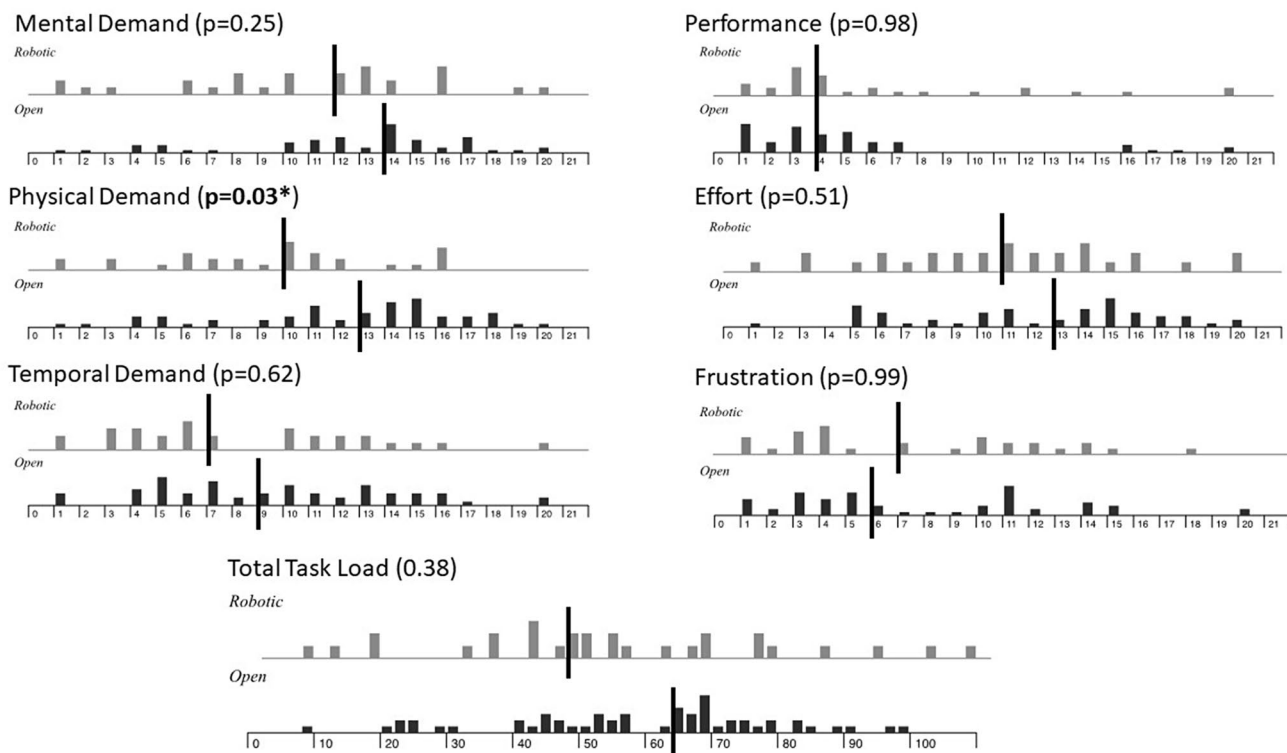 Mental Demand (p=0.25)
Robotic
Open
0 1 2 3 4 5 6 7 8 9 10 11 12 13 14 15 16 17 18 19 20 21
Physical Demand (p=0.03*)
Robotic
Open
0 1 2 3 4 5 6 7 8 9 10 11 12 13 14 15 16 17 18 19 20 21
Temporal Demand (p=0.62)
Robotic
Open
0 1 2 3 4 5 6 7 8 9 10 11 12 13 14 15 16 17 18 19 20 21
Performance (p=0.98)
Robotic
Open
0 1 2 3 4 5 6 7 8 9 10 11 12 13 14 15 16 17 18 19 20 21
Effort (p=0.51)
Robotic
Open
0 1 2 3 4 5 6 7 8 9 10 11 12 13 14 15 16 17 18 19 20 21
Frustration (p=0.99)
Robotic
Open
0 1 2 3 4 5 6 7 8 9 10 11 12 13 14 15 16 17 18 19 20 21
Total Task Load (0.38)
Robotic
Open
0 10 20 30 40 50 60 70 80 90 100